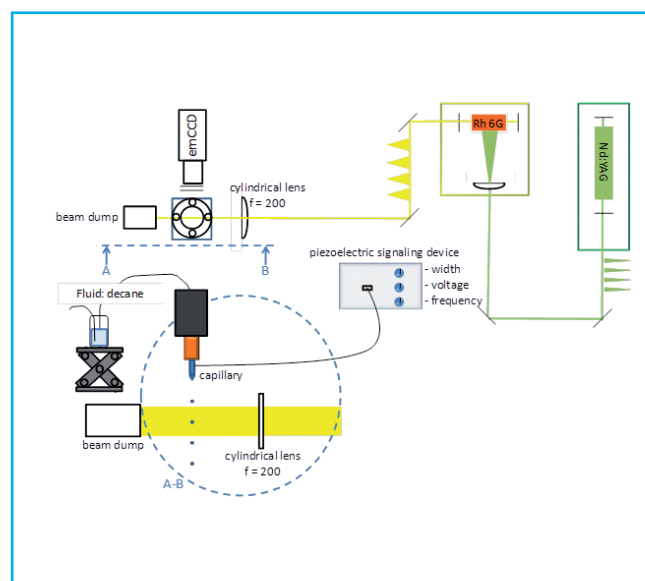 emCCD
cylindrical lens
f = 200
beam dump
A
B
Rh 6G
Nd:YAG
piezoelectric signaling device
- width
- voltage
- frequency
Fluid: decane
capillary
beam dump
cylindrical lens
f = 200
A-B